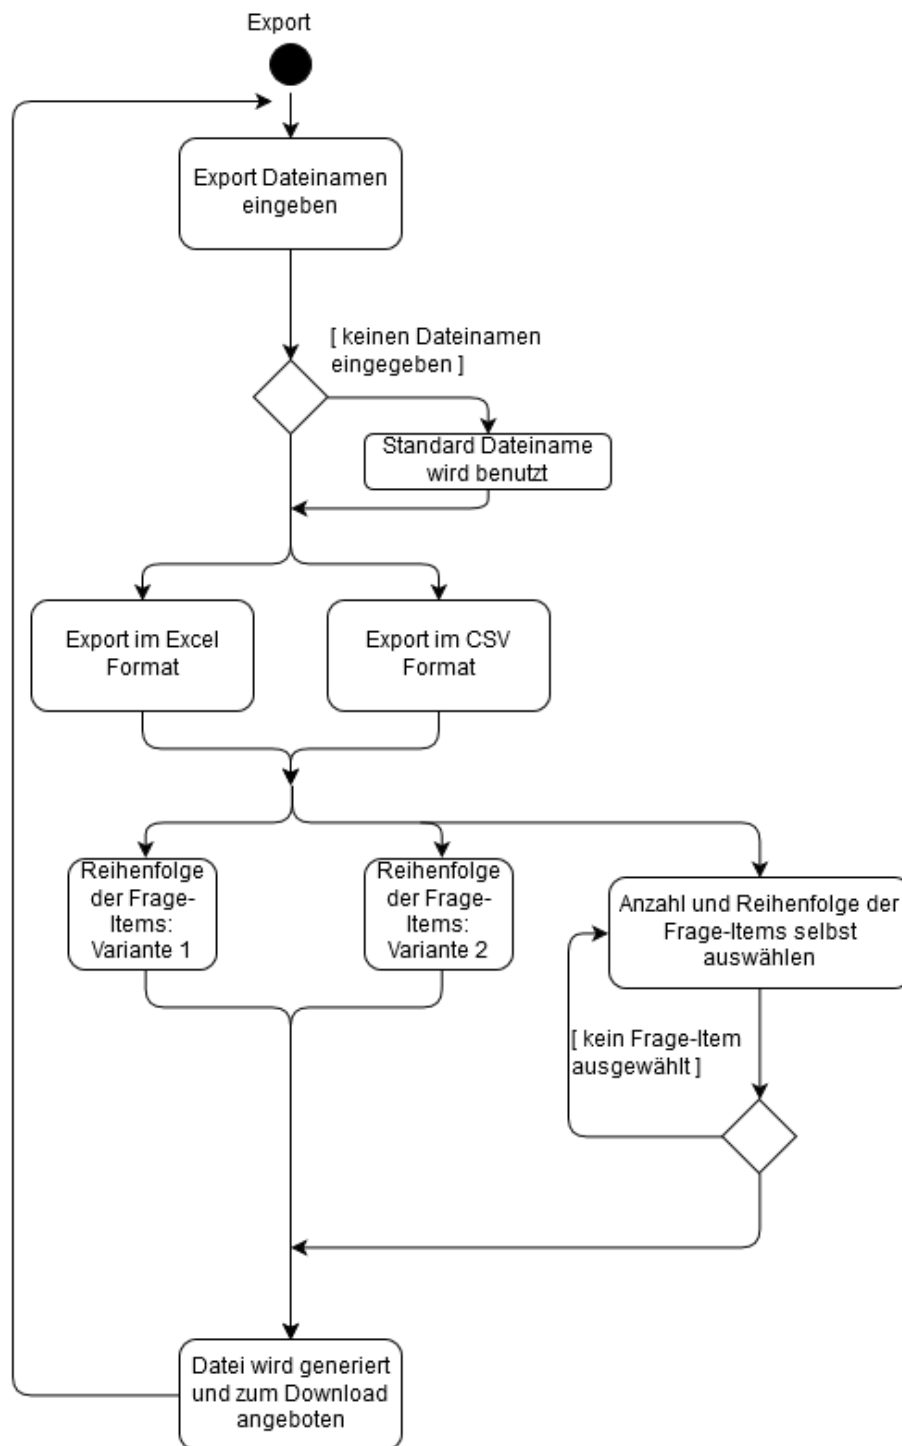 Export
Export Dateinamen
eingeben
[ keinen Dateinamen
eingegeben ]
Standard Dateiname
wird benutzt
Export im Excel
Format
Export im CSV
Format
Reihenfolge
der Frage-
Items:
Variante 1
Reihenfolge
der Frage-
Items:
Variante 2
Anzahl und Reihenfolge der
Frage-Items selbst
auswählen
[ kein Frage-Item
ausgewählt ]
Datei wird generiert
und zum Download
angeboten